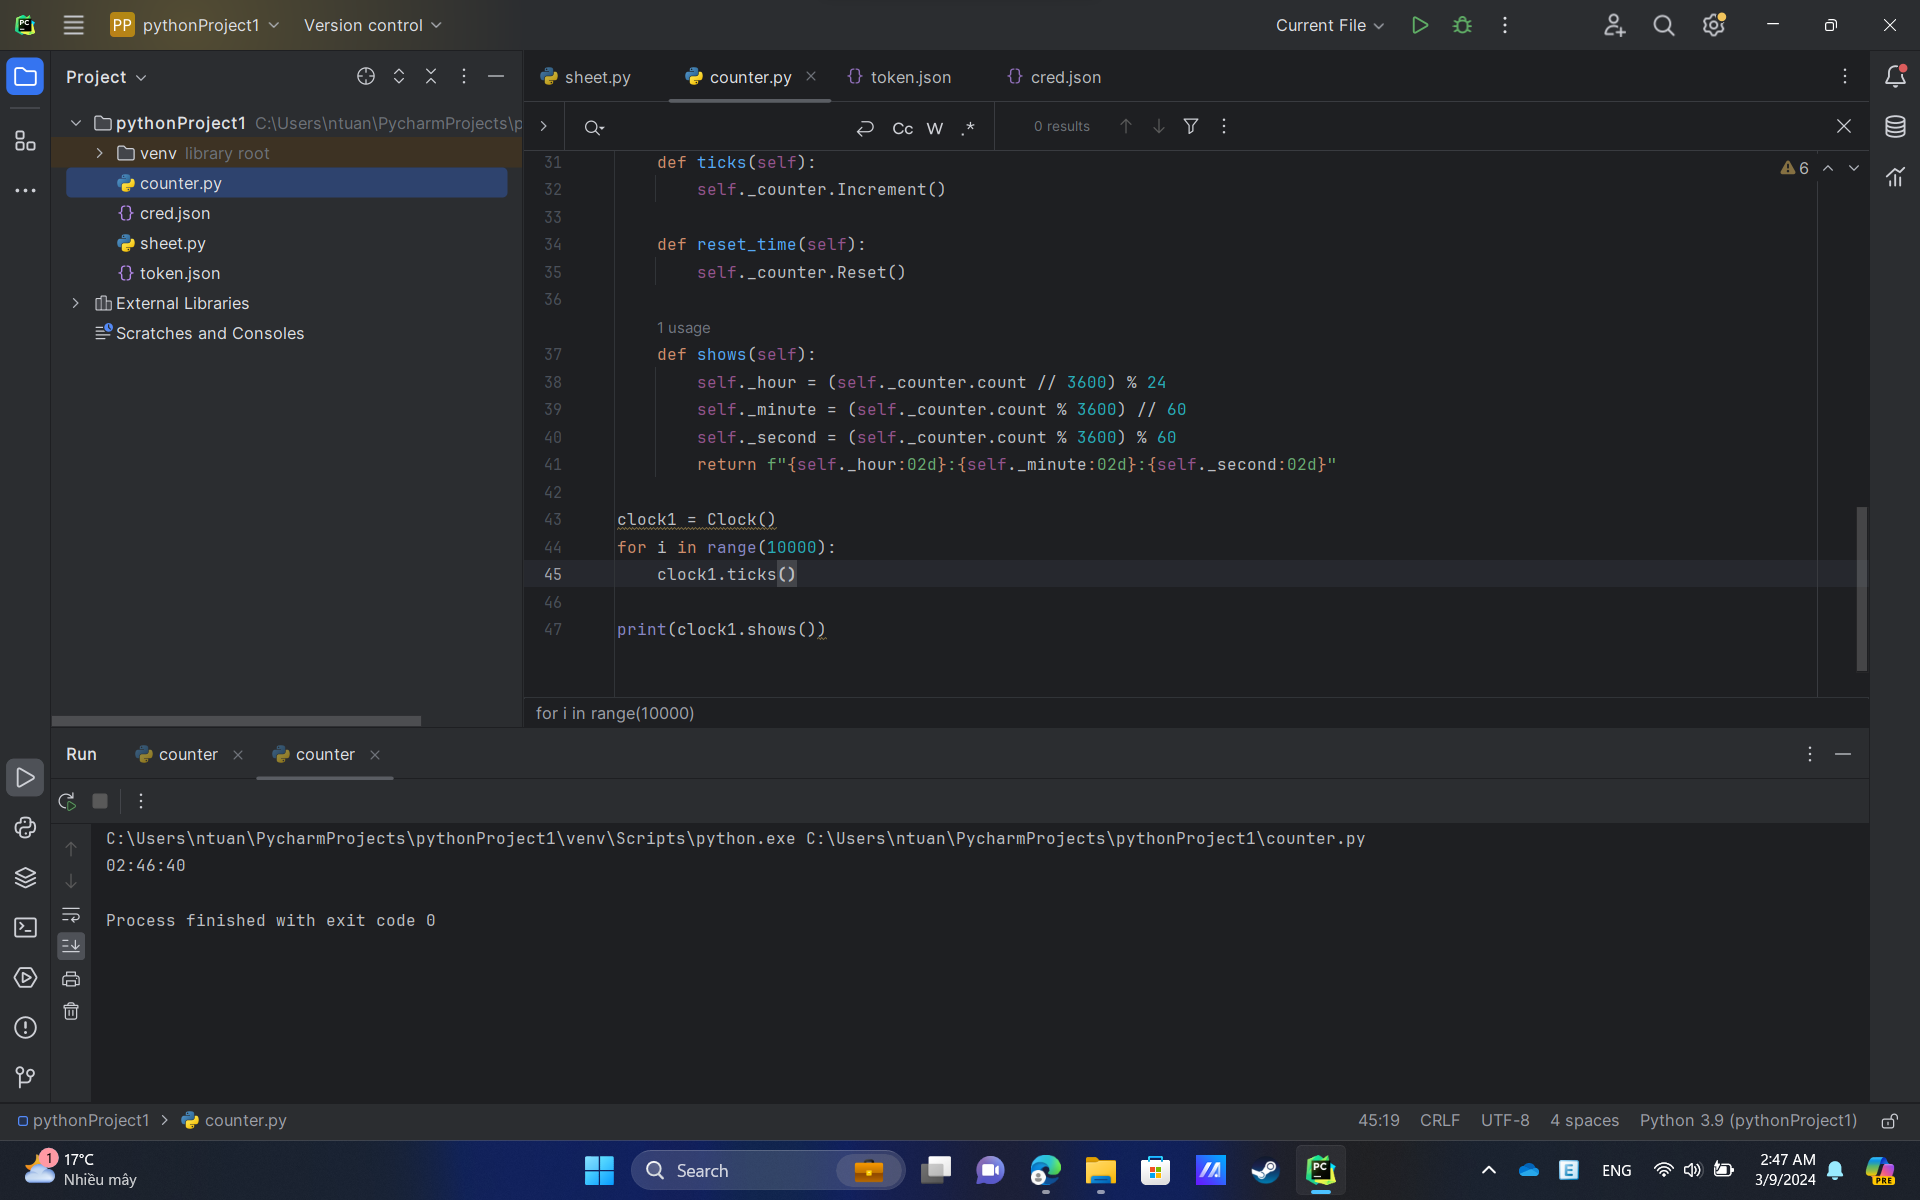 PP pythonProject1 Version control Current File
Project
sheet.py counter.py token.json cred.json
pythonProject1 C:\Users\ntuan\PycharmProjects\p
Cc W .* 0 results
venv library root
counter.py
cred.json
sheet.py
token.json
External Libraries
Scratches and Consoles
6
31 def ticks(self):
32 self._counter.Increment()
33
34 def reset_time(self):
35 self._counter.Reset()
36
1 usage
37 def shows(self):
38 self._hour = (self._counter.count // 3600) % 24
39 self._minute = (self._counter.count % 3600) // 60
40 self._second = (self._counter.count % 3600) % 60
41 return f"{self._hour:02d}:{self._minute:02d}:{self._second:02d}"
42
43 clock1 = Clock()
44 for i in range(10000):
45 clock1.ticks()
46
47 print(clock1.shows())
for i in range(10000)
Run counter counter
C:\Users\ntuan\PycharmProjects\pythonProject1\venv\Scripts\python.exe C:\Users\ntuan\PycharmProjects\pythonProject1\counter.py
02:46:40
Process finished with exit code 0
pythonProject1 > counter.py 45:19 CRLF UTF-8 4 spaces Python 3.9 (pythonProject1)
1
17°C
Nhiều mây
Search
PC
E
ENG
2:47 AM
3/9/2024
PRE